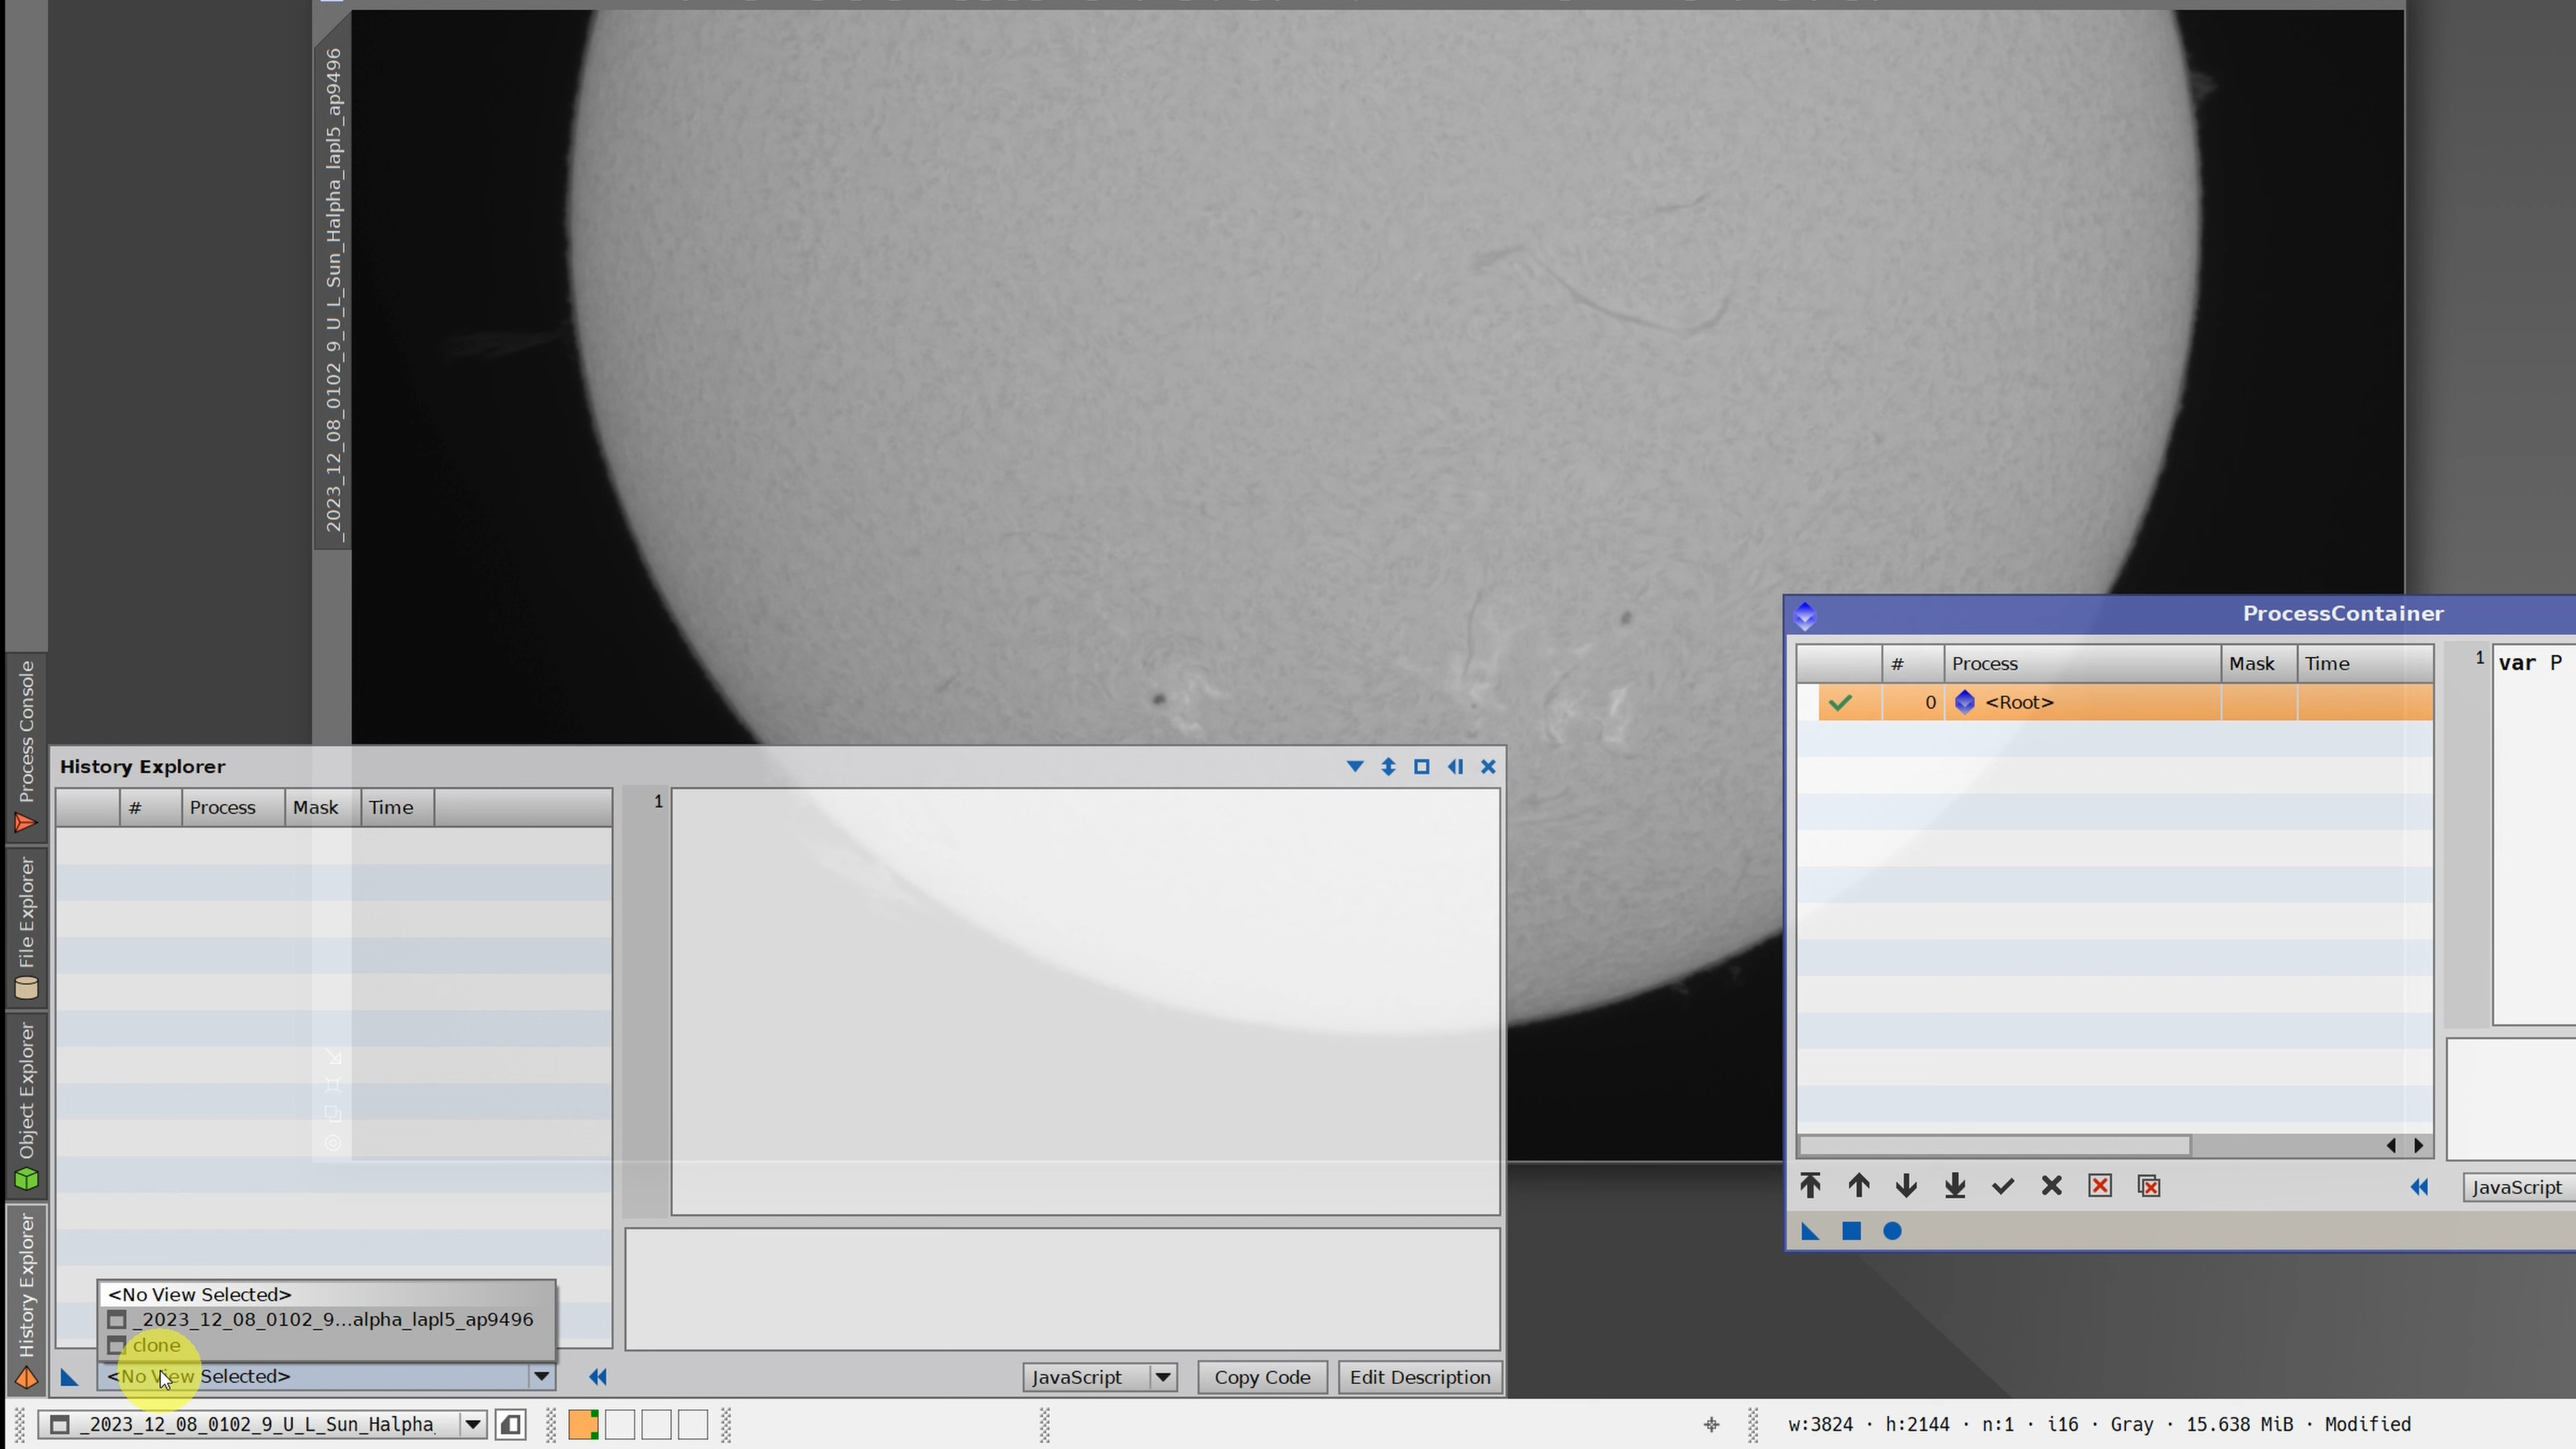 _2023_12_08_0102_9_U_L_Sun_Halpha_lapl5_ap9496
Process Console
File Explorer
Object Explorer
History Explorer
ProcessContainer
# Process Mask Time
0 <Root>
1 var P
JavaScript
History Explorer
# Process Mask Time
1
<No View Selected>
_2023_12_08_0102_9...alpha_lapl5_ap9496
clone
<No View Selected>
JavaScript Copy Code Edit Description
_2023_12_08_0102_9_U_L_Sun_Halpha
w:3824 · h:2144 · n:1 · i16 · Gray · 15.638 MiB · Modified